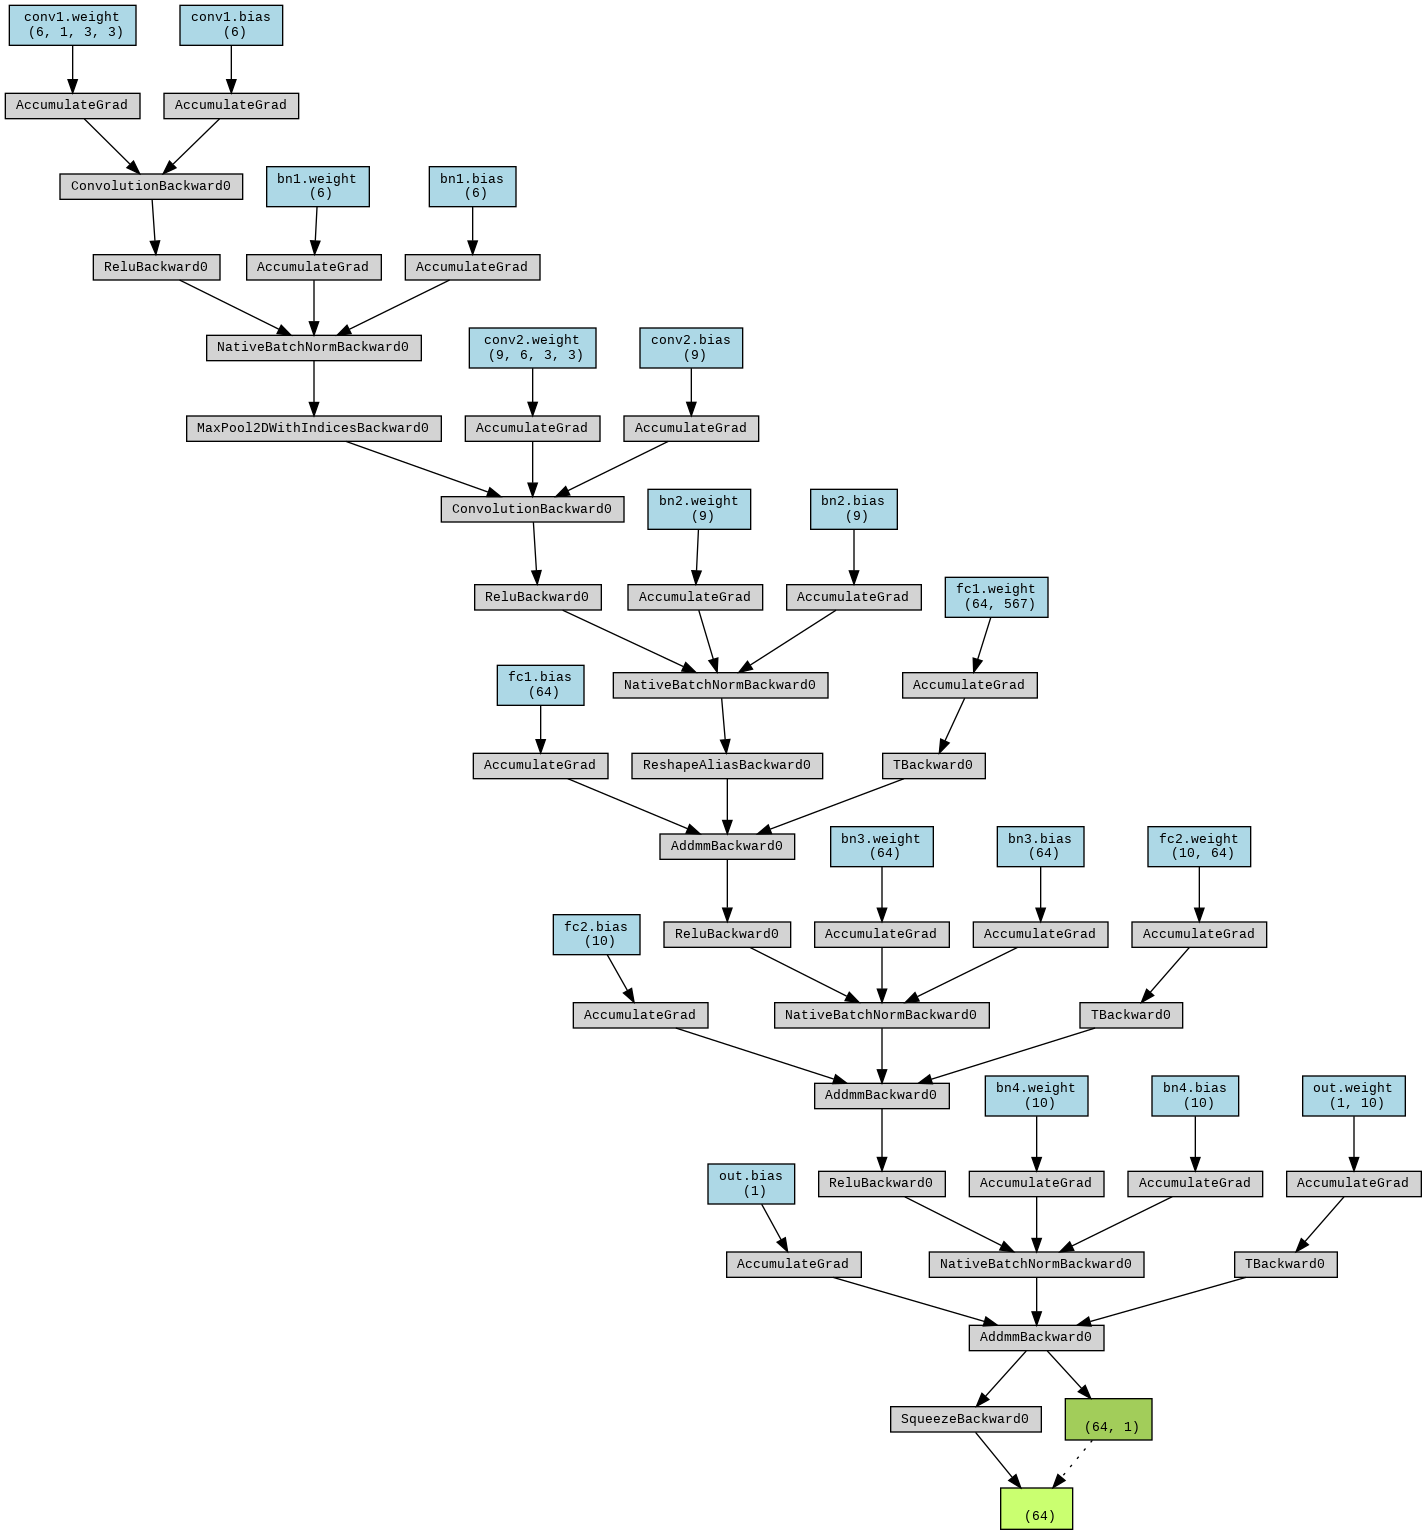 conv1.weight
(6, 1, 3, 3)
conv1.bias
(6)
AccumulateGrad
AccumulateGrad
ConvolutionBackward0
bn1.weight
(6)
bn1.bias
(6)
ReluBackward0
AccumulateGrad
AccumulateGrad
NativeBatchNormBackward0
conv2.weight
(9, 6, 3, 3)
conv2.bias
(9)
MaxPool2DWithIndicesBackward0
AccumulateGrad
AccumulateGrad
ConvolutionBackward0
bn2.weight
(9)
bn2.bias
(9)
ReluBackward0
AccumulateGrad
AccumulateGrad
fc1.weight
(64, 567)
fc1.bias
(64)
NativeBatchNormBackward0
AccumulateGrad
AccumulateGrad
ReshapeAliasBackward0
TBackward0
AddmmBackward0
bn3.weight
(64)
bn3.bias
(64)
fc2.weight
(10, 64)
fc2.bias
(10)
ReluBackward0
AccumulateGrad
AccumulateGrad
AccumulateGrad
AccumulateGrad
NativeBatchNormBackward0
TBackward0
AddmmBackward0
bn4.weight
(10)
bn4.bias
(10)
out.weight
(1, 10)
out.bias
(1)
ReluBackward0
AccumulateGrad
AccumulateGrad
AccumulateGrad
AccumulateGrad
NativeBatchNormBackward0
TBackward0
AddmmBackward0
SqueezeBackward0
(64, 1)
(64)